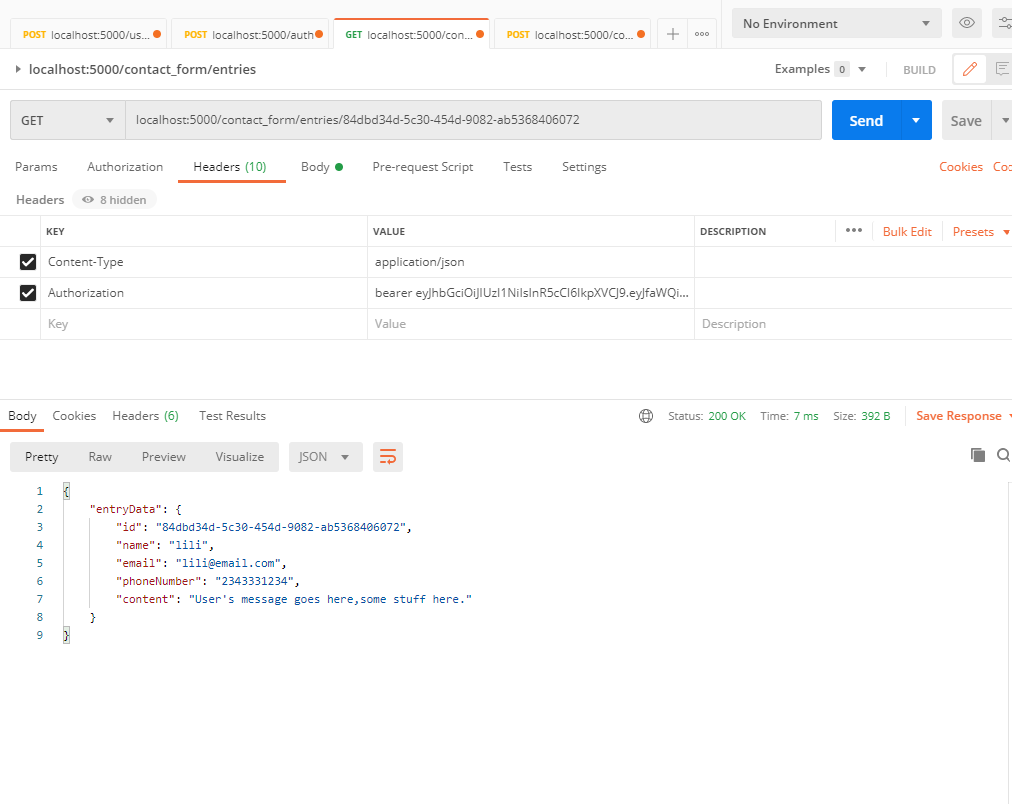 POST localhost:5000/us... POST localhost:5000/auth GET localhost:5000/con... POST localhost:5000/co... No Environment
localhost:5000/contact_form/entries Examples 0 BUILD
GET localhost:5000/contact_form/entries/84dbd34d-5c30-454d-9082-ab5368406072 Send Save
Params Authorization Headers (10) Body Pre-request Script Tests Settings Cookies Coc
Headers 8 hidden
KEY VALUE DESCRIPTION Bulk Edit Presets
Content-Type application/json
Authorization bearer eyJhbGciOiJIUzI1NiIsInR5cCI6IkpXVCJ9.eyJfaWQi...
Key Value Description
Body Cookies Headers (6) Test Results Status: 200 OK Time: 7 ms Size: 392 B Save Response
Pretty Raw Preview Visualize JSON
1 {
2 "entryData": {
3 "id": "84dbd34d-5c30-454d-9082-ab5368406072",
4 "name": "lili",
5 "email": "lili@email.com",
6 "phoneNumber": "2343331234",
7 "content": "User's message goes here,some stuff here."
8 }
9 }